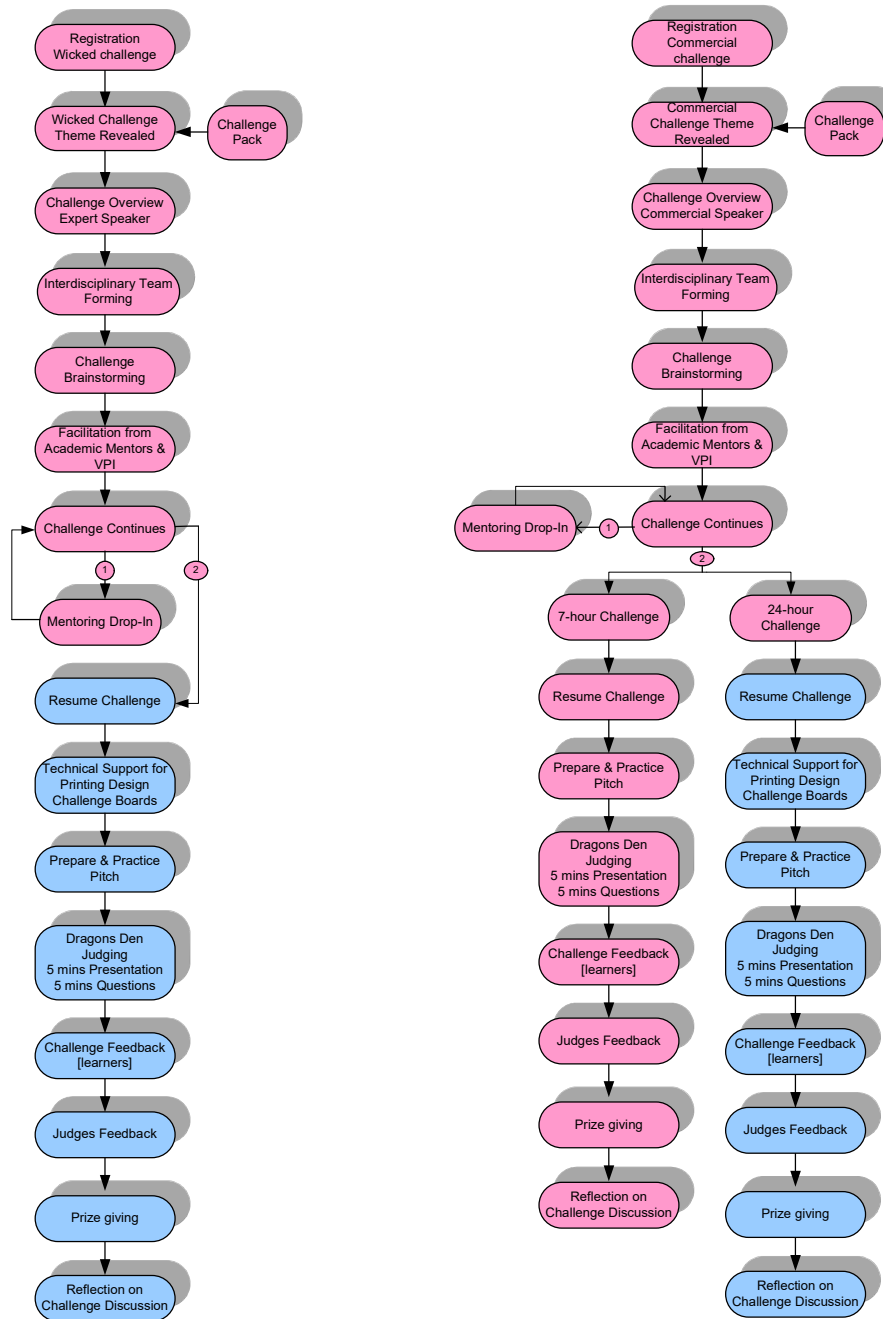 Registration
Wicked challenge
Wicked Challenge
Theme Revealed
Challenge
Pack
Challenge Overview
Expert Speaker
Interdisciplinary Team
Forming
Challenge
Brainstorming
Facilitation from
Academic Mentors &
VPI
Challenge Continues
1
2
Mentoring Drop-In
Resume Challenge
Technical Support for
Printing Design
Challenge Boards
Prepare & Practice
Pitch
Dragons Den
Judging
5 mins Presentation
5 mins Questions
Challenge Feedback
[learners]
Judges Feedback
Prize giving
Reflection on
Challenge Discussion
Registration
Commercial
challenge
Commercial
Challenge Theme
Revealed
Challenge
Pack
Challenge Overview
Commercial Speaker
Interdisciplinary Team
Forming
Challenge
Brainstorming
Facilitation from
Academic Mentors &
VPI
Mentoring Drop-In
1
Challenge Continues
2
7-hour Challenge
Resume Challenge
Prepare & Practice
Pitch
Dragons Den
Judging
5 mins Presentation
5 mins Questions
Challenge Feedback
[learners]
Judges Feedback
Prize giving
Reflection on
Challenge Discussion
24-hour
Challenge
Resume Challenge
Technical Support for
Printing Design
Challenge Boards
Prepare & Practice
Pitch
Dragons Den
Judging
5 mins Presentation
5 mins Questions
Challenge Feedback
[learners]
Judges Feedback
Prize giving
Reflection on
Challenge Discussion